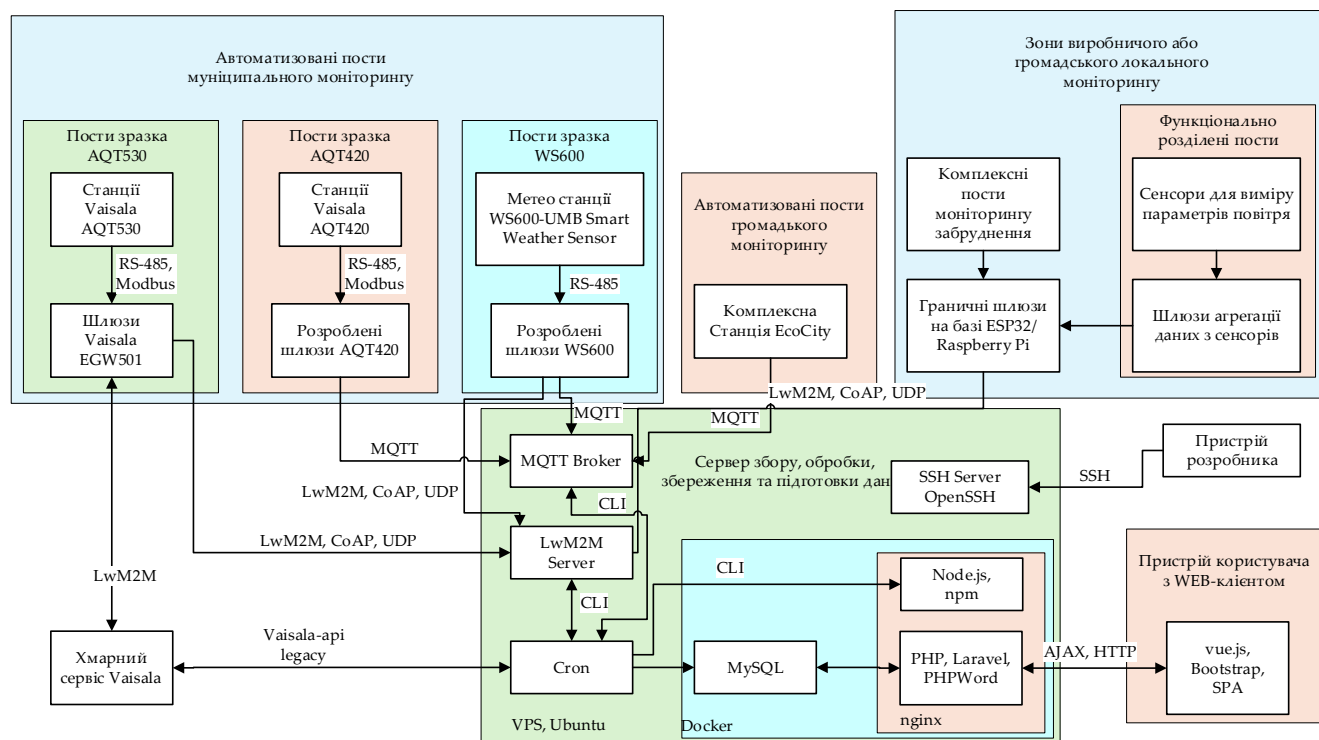 Автоматизовані пости
муніципального моніторингу
Пости зразка
AQT530
Станції
Vaisala
AQT530
RS-485,
Modbus
Шлюзи
Vaisala
EGW501
Пости зразка
AQT420
Станції
Vaisala
AQT420
RS-485,
Modbus
Розроблені
шлюзи AQT420
Пости зразка
WS600
Метео станції
WS600-UMB Smart
Weather Sensor
RS-485
Розроблені
шлюзи WS600
Автоматизовані пости
громадького
моніторингу
Комплексна
Станція EcoCity
Зони виробничого або
громадського локального
моніторингу
Комплексні
пости
моніторингу
забруднення
Граничні шлюзи
на базі ESP32/
Raspberry Pi
Функціонально
розділені пости
Сенсори для виміру
параметрів повітря
Шлюзи агрегації
даних з сенсорів
LwM2M, CoAP, UDP
MQTT
MQTT
MQTT
MQTT Broker
Сервер збору, обробки,
збереження та підготовки дан
SSH Server
OpenSSH
SSH
Пристрій
розробника
LwM2M, CoAP, UDP
CLI
LwM2M, CoAP, UDP
LwM2M
Server
LwM2M
CLI
CLI
Node.js,
npm
Пристрій користувача
з WEB-клієнтом
Хмарний
сервіс Vaisala
Vaisala-api
legacy
Cron
MySQL
PHP, Laravel,
PHPWord
AJAX, HTTP
vue.js,
Bootstrap,
SPA
VPS, Ubuntu
Docker
nginx